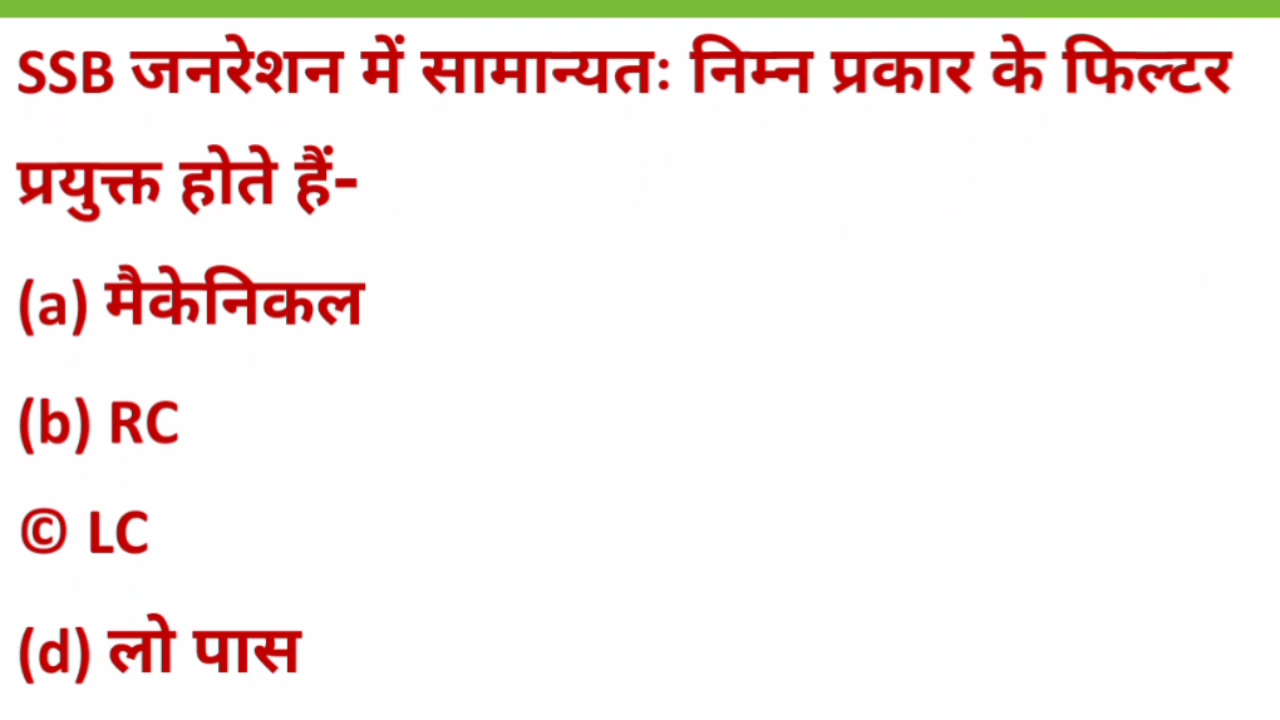 SSB जनरेशन में सामान्यतः निम्न प्रकार के फिल्टर
प्रयुक्त होते हैं-
(a) मैकेनिकल
(b) RC
© LC
(d) लो पास